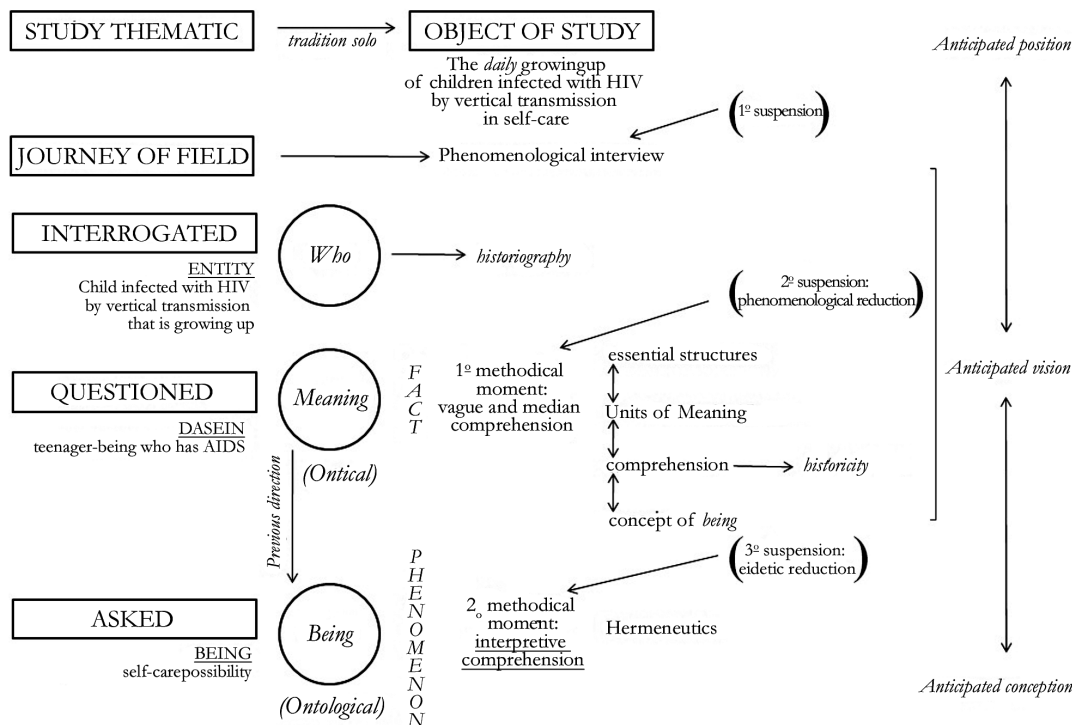 STUDY THEMATIC
tradition solo
OBJECT OF STUDY
Anticipated position
The daily growingup
of children infected with HIV
by vertical transmission
in self-care
(1º suspension)
JOURNEY OF FIELD
Phenomenological interview
INTERROGATED
Who
historiography
ENTITY
Child infected with HIV
by vertical transmission
that is growing up
(2º suspension:
phenomenological reduction)
QUESTIONED
Meaning
FACT
1º methodical
moment:
vague and median
comprehension
essential structures
Units of Meaning
comprehension
historicity
concept of being
Anticipated vision
DASEIN
teenager-being who has AIDS
(Ontical)
Previous direction
(3º suspension:
eidetic reduction)
ASKED
Being
PHENOMENON
2º methodical
moment:
interpretive
comprehension
Hermeneutics
BEING
self-carepossibility
(Ontological)
Anticipated conception